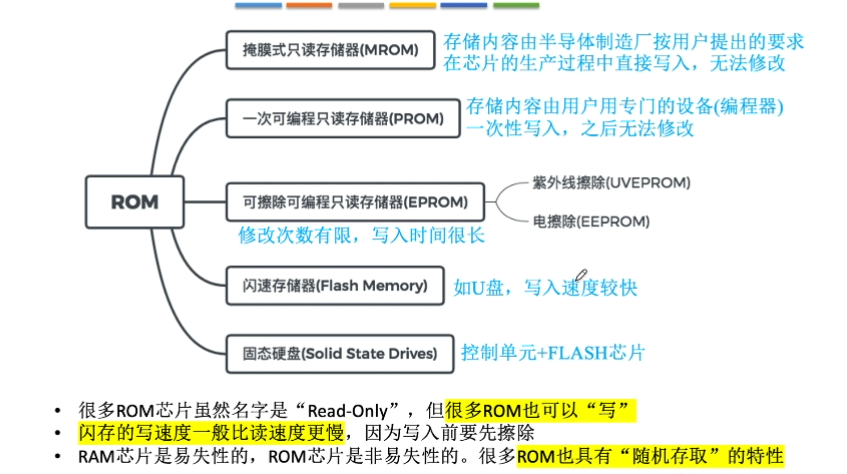 掩膜式只读存储器(MROM)
存储内容由半导体制造厂按用户提出的要求
在芯片的生产过程中直接写入，无法修改
一次可编程只读存储器(PROM)
存储内容由用户用专门的设备(编程器)
一次性写入，之后无法修改
ROM
可擦除可编程只读存储器(EPROM)
紫外线擦除(UVEPROM)
电擦除(EEPROM)
修改次数有限，写入时间很长
闪速存储器(Flash Memory)
如U盘，写入速度较快
固态硬盘(Solid State Drives)
控制单元+FLASH芯片
• 很多ROM芯片虽然名字是“Read-Only”，但很多ROM也可以“写”
• 闪存的写速度一般比读速度更慢，因为写入前要先擦除
• RAM芯片是易失性的，ROM芯片是非易失性的。很多ROM也具有“随机存取”的特性